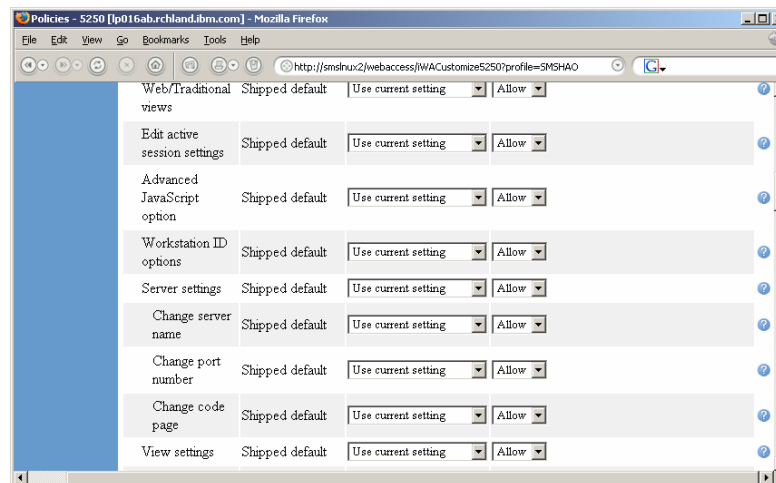 Policies - 5250 [lp016ab.rchland.ibm.com] - Mozilla Firefox
File Edit View Go Bookmarks Tools Help
http://smslnux2/webaccess/iWACustomize5250?profile=SMSHAO G
Web/Traditional views Shipped default Use current setting Allow ?
Edit active session settings Shipped default Use current setting Allow ?
Advanced JavaScript option Shipped default Use current setting Allow ?
Workstation ID options Shipped default Use current setting Allow ?
Server settings Shipped default Use current setting Allow ?
Change server name Shipped default Use current setting Allow ?
Change port number Shipped default Use current setting Allow ?
Change code page Shipped default Use current setting Allow ?
View settings Shipped default Use current setting Allow ?